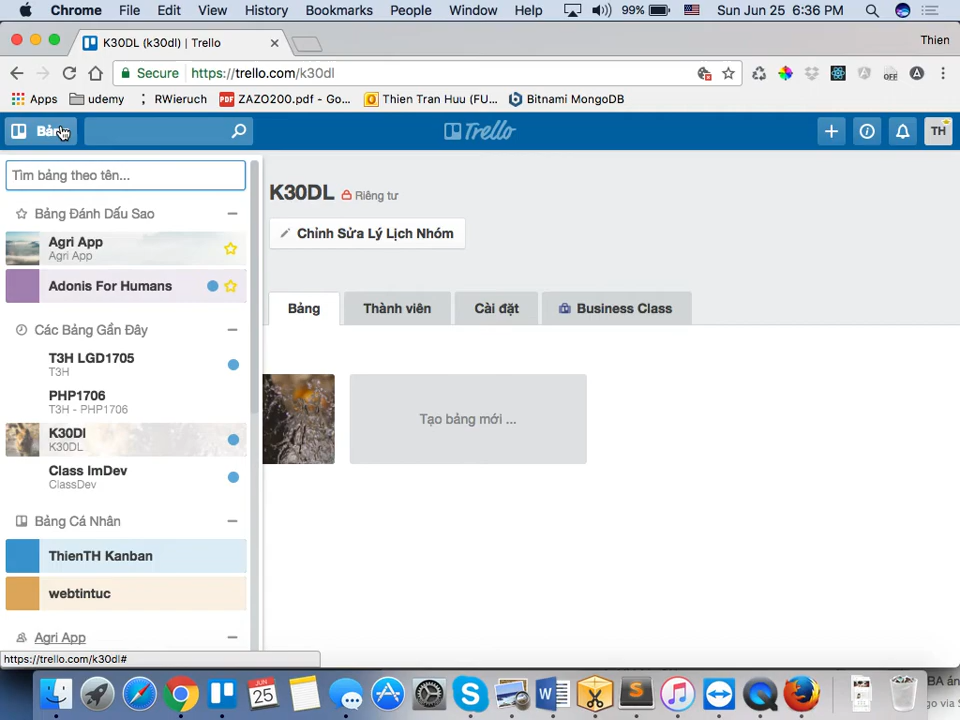 Chrome File Edit View History Bookmarks People Window Help 99% Sun Jun 25 6:36 PM
K30DL (k30dl) | Trello Thien
Secure https://trello.com/k30dl
Apps udemy RWieruch ZAZO200.pdf - Go... Thien Tran Huu (FU... Bitnami MongoDB
Trello TH
Tìm bảng theo tên...
Bảng Đánh Dấu Sao
Agri App
Agri App
Adonis For Humans
Các Bảng Gần Đây
T3H LGD1705
T3H
PHP1706
T3H - PHP1706
K30Dl
K30DL
Class ImDev
ClassDev
Bảng Cá Nhân
ThienTH Kanban
webtintuc
Agri App
https://trello.com/k30dl#
K30DL Riêng tư
Chỉnh Sửa Lý Lịch Nhóm
Bảng Thành viên Cài đặt Business Class
Tạo bảng mới ...
JUN
25